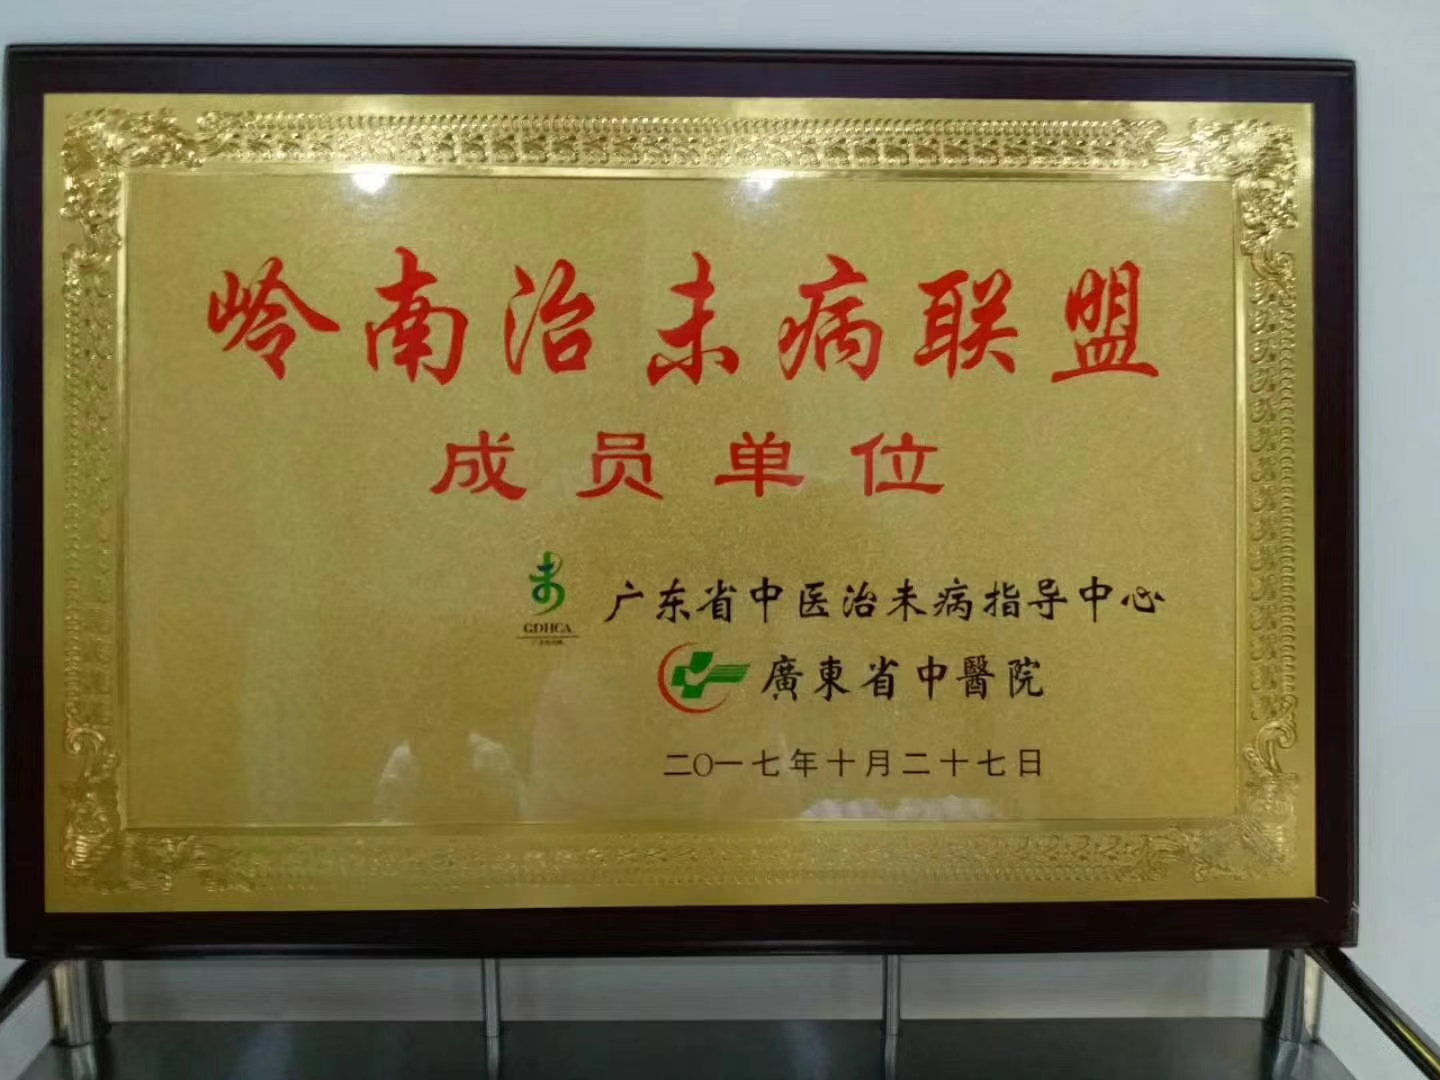 岭南治未病联盟
成员单位
GDHCA
广东省中医治未病指导中心
廣東省中醫院
二〇一七年十月二十七日